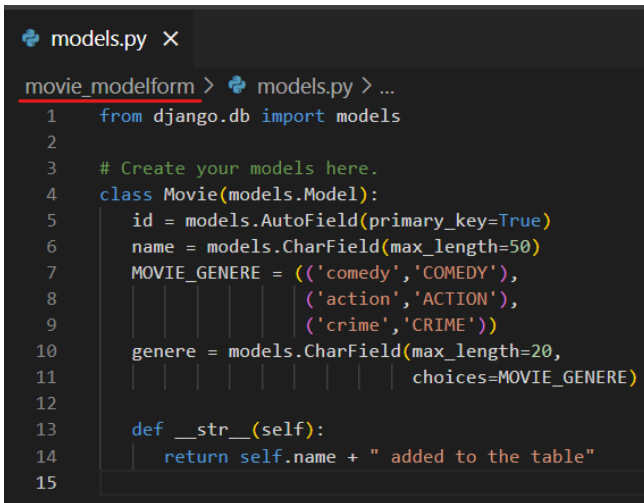 models.py ×
movie_modelform > models.py > ...
1 from django.db import models
2
3 # Create your models here.
4 class Movie(models.Model):
5 id = models.AutoField(primary_key=True)
6 name = models.CharField(max_length=50)
7 MOVIE_GENERE = (('comedy','COMEDY'),
8 ('action','ACTION'),
9 ('crime','CRIME'))
10 genere = models.CharField(max_length=20,
11 choices=MOVIE_GENERE)
12
13 def __str__(self):
14 return self.name + " added to the table"
15